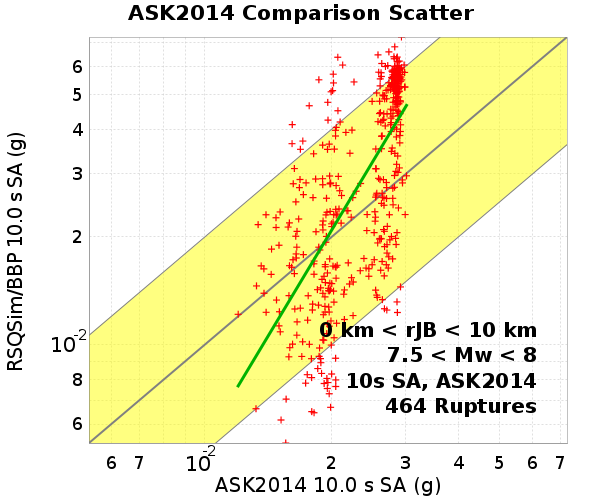 ASK2014 Comparison Scatter
RSQSim/BBP 10.0 s SA (g)
6
5
4
3
2
10-2
8
6
0 km < rJB < 10 km
7.5 < Mw < 8
10s SA, ASK2014
464 Ruptures
6 7 10-2 2 3 4 5 6 7
ASK2014 10.0 s SA (g)